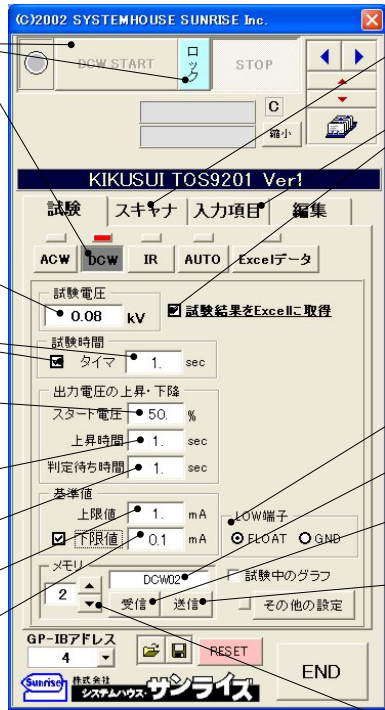 (C)2002 SYSTEMHOUSE SUNRISE Inc.
DCW START
ロック
STOP
C
縮小
KIKUSUI TOS9201 Ver1
試験 スキャナ 入力項目 編集
ACW DCW IR AUTO Excelデータ
試験電圧
0.08 kV
試験結果をExcelに取得
試験時間
タイマ 1. sec
出力電圧の上昇・下降
スタート電圧 50. %
上昇時間 1. sec
判定待ち時間 1. sec
基準値
上限値 1. mA
下限値 0.1 mA
LOW端子
FLOAT GND
メモリ
2
DCW02
受信 送信
試験中のグラフ
その他の設定
GP-IBアドレス
4
RESET
END
Sunrise 株式会社 システムハウス・サンライズ